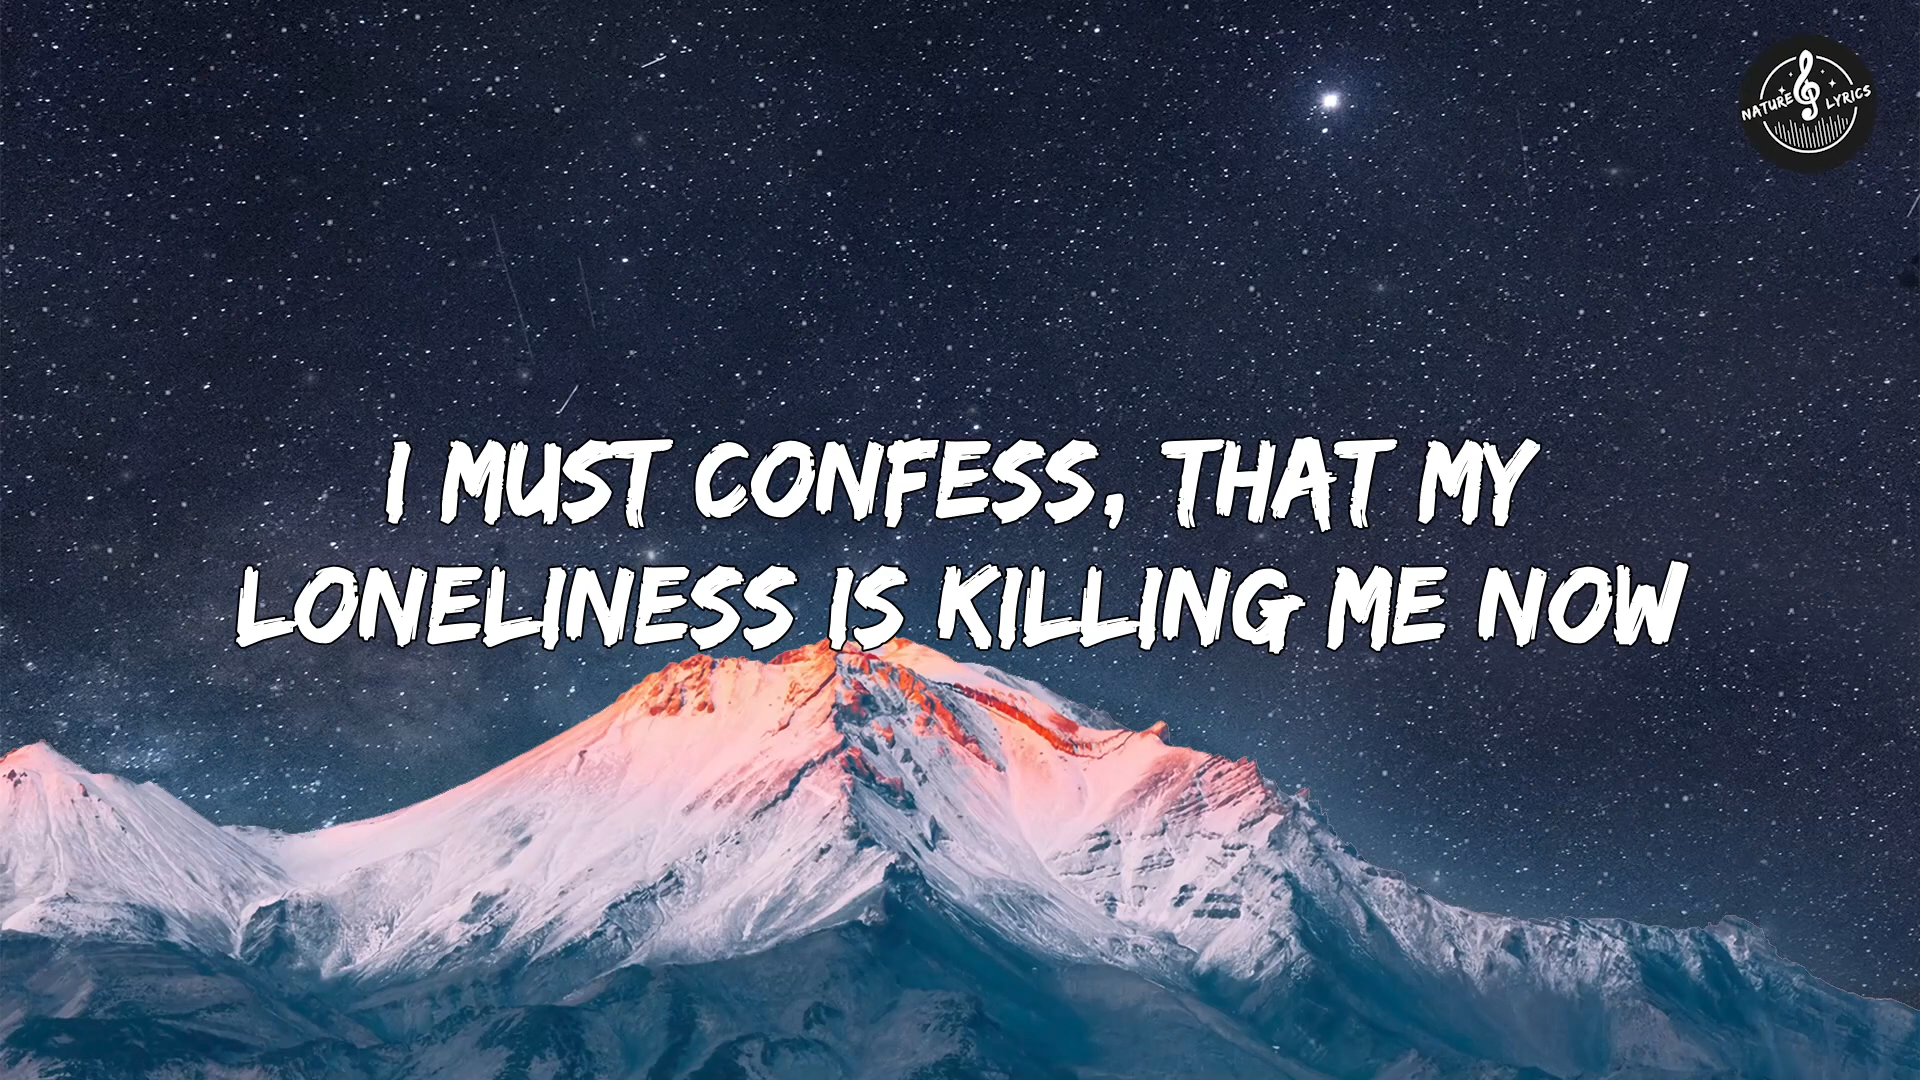 NATURE LYRICS
I MUST CONFESS, THAT MY
LONELINESS IS KILLING ME NOW